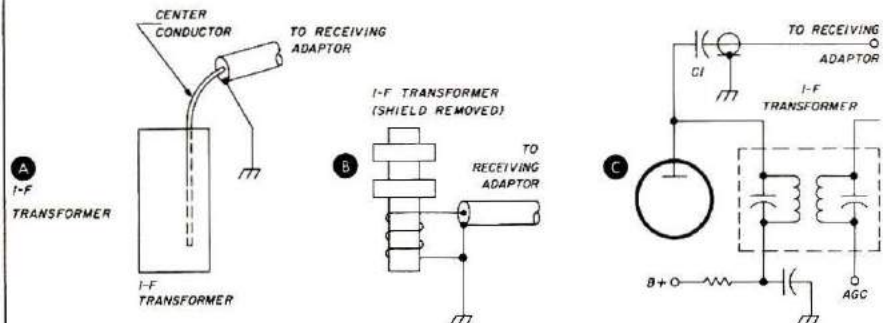 CENTER
CONDUCTOR
TO RECEIVING
ADAPTOR
A
I-F
TRANSFORMER
I-F
TRANSFORMER
I-F TRANSFORMER
(SHIELD REMOVED)
B
TO
RECEIVING
ADAPTOR
C
TO RECEIVING
ADAPTOR
C1
I-F
TRANSFORMER
B+
AGC